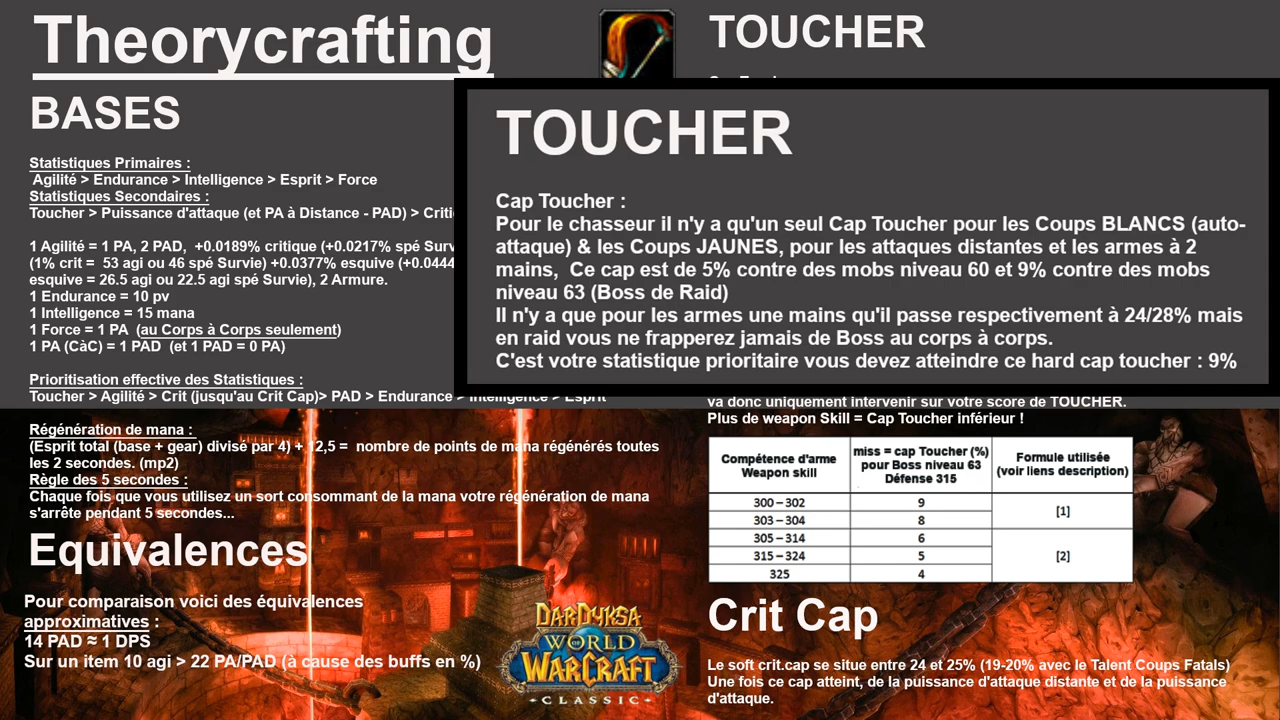 Theorycrafting
BASES
Statistiques Primaires :
Agilité > Endurance > Intelligence > Esprit > Force
Statistiques Secondaires :
Toucher > Puissance d'attaque (et PA à Distance - PAD) > Criti
1 Agilité = 1 PA, 2 PAD, +0.0189% critique (+0.0217% spé Surv
(1% crit = 53 agi ou 46 spé Survie) +0.0377% esquive (+0.0444
esquive = 26.5 agi ou 22.5 agi spé Survie), 2 Armure.
1 Endurance = 10 pv
1 Intelligence = 15 mana
1 Force = 1 PA (au Corps à Corps seulement)
1 PA (CàC) = 1 PAD (et 1 PAD = 0 PA)
Prioritisation effective des Statistiques :
Toucher > Agilité > Crit (jusqu'au Crit Cap)> PAD > Endurance > Intelligence > Esprit
Régénération de mana :
(Esprit total (base + gear) divisé par 4) + 12,5 = nombre de points de mana régénérés toutes
les 2 secondes. (mp2)
Règle des 5 secondes :
Chaque fois que vous utilisez un sort consommant de la mana votre régénération de mana
s'arrête pendant 5 secondes...
Equivalences
Pour comparaison voici des équivalences
approximatives :
14 PAD ≈ 1 DPS
Sur un item 10 agi > 22 PA/PAD (à cause des buffs en %)
DARDYKSA
WORLD
OF
WARCRAFT
CLASSIC
TOUCHER
TOUCHER
Cap Toucher :
Pour le chasseur il n'y a qu'un seul Cap Toucher pour les Coups BLANCS (auto-
attaque) & les Coups JAUNES, pour les attaques distantes et les armes à 2
mains, Ce cap est de 5% contre des mobs niveau 60 et 9% contre des mobs
niveau 63 (Boss de Raid)
Il n'y a que pour les armes une mains qu'il passe respectivement à 24/28% mais
en raid vous ne frapperez jamais de Boss au corps à corps.
C'est votre statistique prioritaire vous devez atteindre ce hard cap toucher : 9%
va donc uniquement intervenir sur votre score de TOUCHER.
Plus de weapon Skill = Cap Toucher inférieur !
Compétence d'arme Weapon skill | miss = cap Toucher (%) pour Boss niveau 63 Défense 315 | Formule utilisée (voir liens description)
300 – 302 | 9 | [1]
303 – 304 | 8
305 – 314 | 6 | [2]
315 – 324 | 5
325 | 4
Crit Cap
Le soft crit.cap se situe entre 24 et 25% (19-20% avec le Talent Coups Fatals)
Une fois ce cap atteint, de la puissance d'attaque distante et de la puissance
d'attaque.